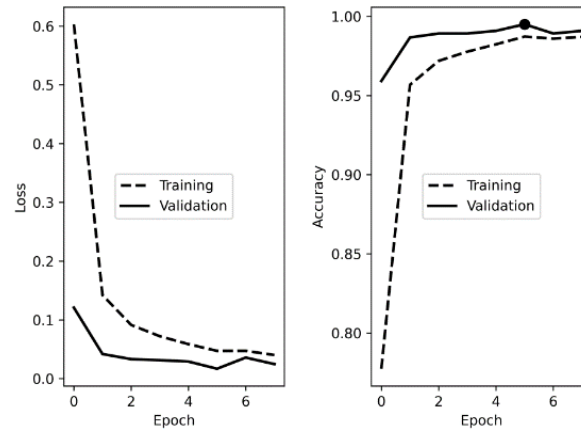 0.6
0.5
0.4
0.3
0.2
0.1
0.0
Loss
Training
Validation
0 2 4 6
Epoch
1.00
0.95
0.90
0.85
0.80
Accuracy
Training
Validation
0 2 4 6
Epoch